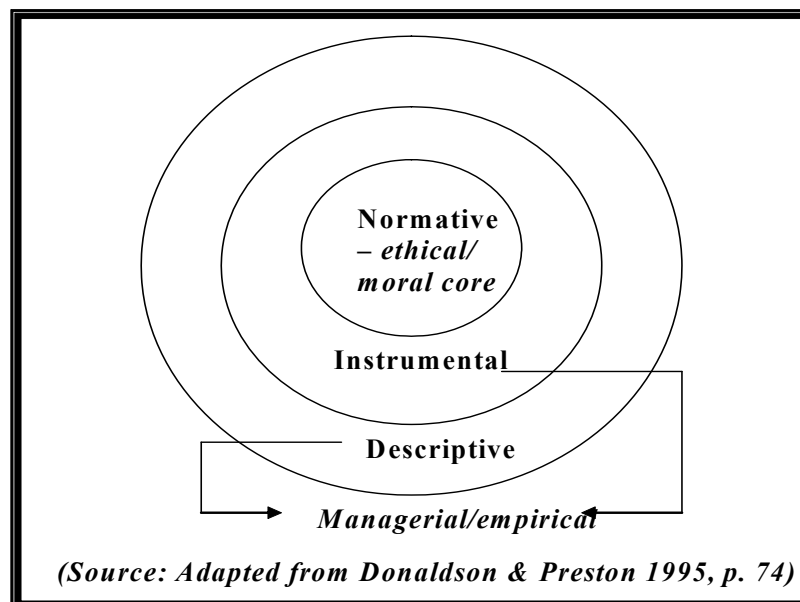 Normative
– ethical/
moral core
Instrumental
Descriptive
Managerial/empirical
(Source: Adapted from Donaldson & Preston 1995, p. 74)